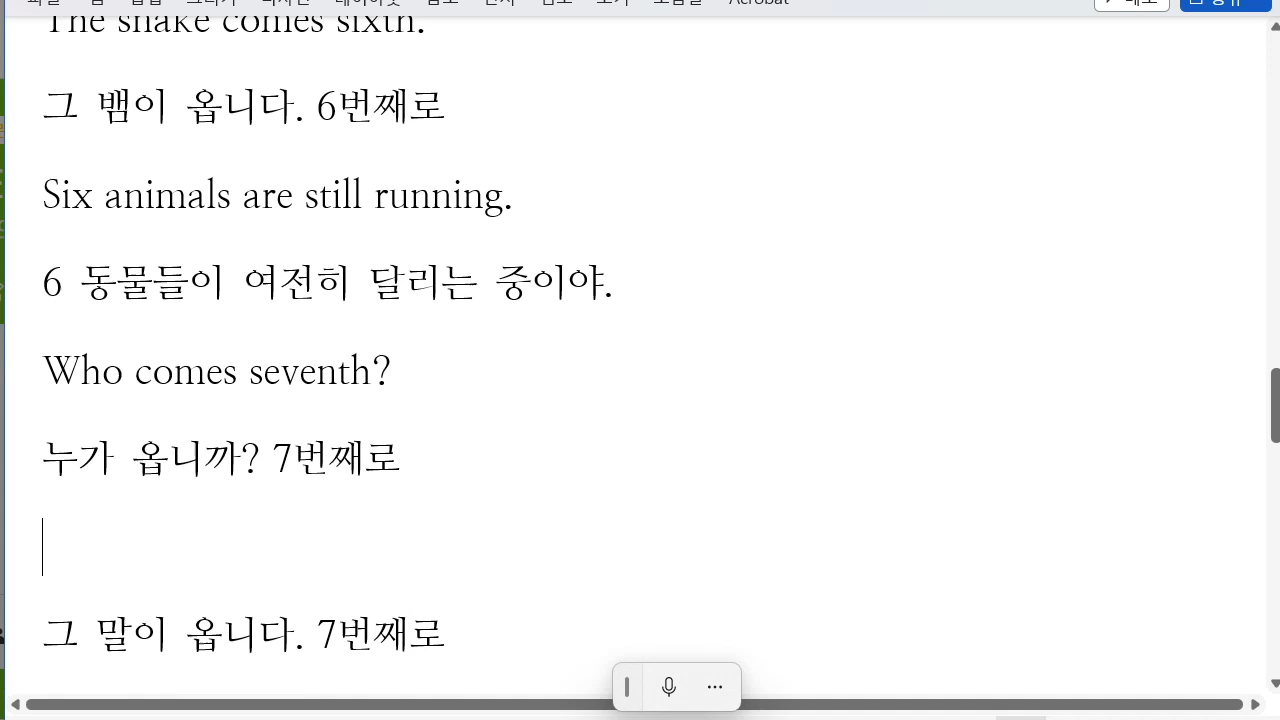 Acrobat
The snake comes sixth.
그 뱀이 옵니다. 6번째로
Six animals are still running.
6 동물들이 여전히 달리는 중이야.
Who comes seventh?
누가 옵니까? 7번째로
그 말이 옵니다. 7번째로